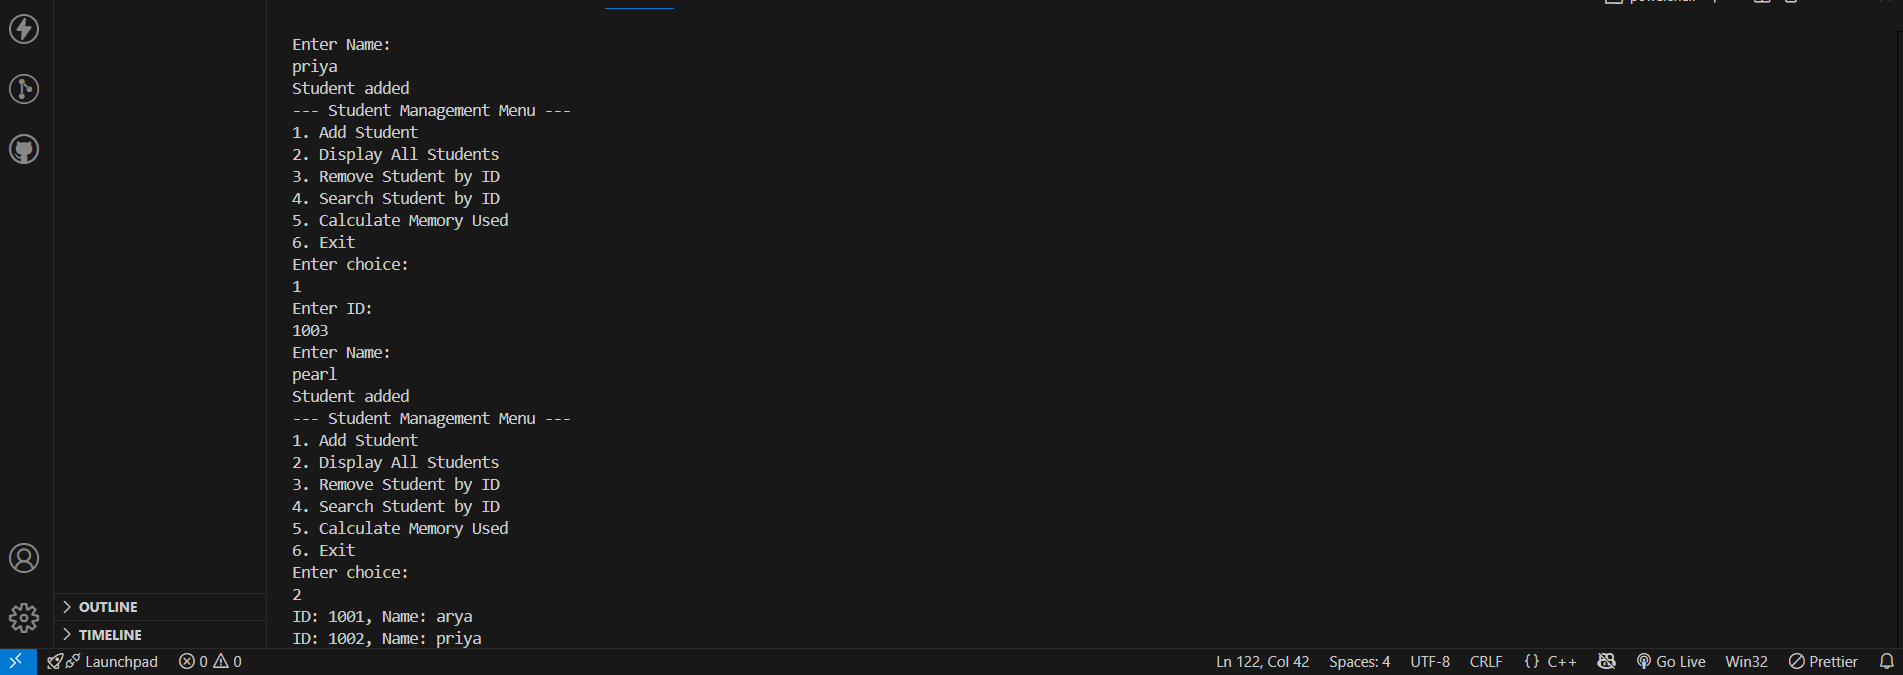 Enter Name:
priya
Student added
--- Student Management Menu ---
1. Add Student
2. Display All Students
3. Remove Student by ID
4. Search Student by ID
5. Calculate Memory Used
6. Exit
Enter choice:
1
Enter ID:
1003
Enter Name:
pearl
Student added
--- Student Management Menu ---
1. Add Student
2. Display All Students
3. Remove Student by ID
4. Search Student by ID
5. Calculate Memory Used
6. Exit
Enter choice:
2
ID: 1001, Name: arya
ID: 1002, Name: priya
OUTLINE
TIMELINE
Launchpad 0 0 Ln 122, Col 42 Spaces: 4 UTF-8 CRLF {} C++ Go Live Win32 Prettier